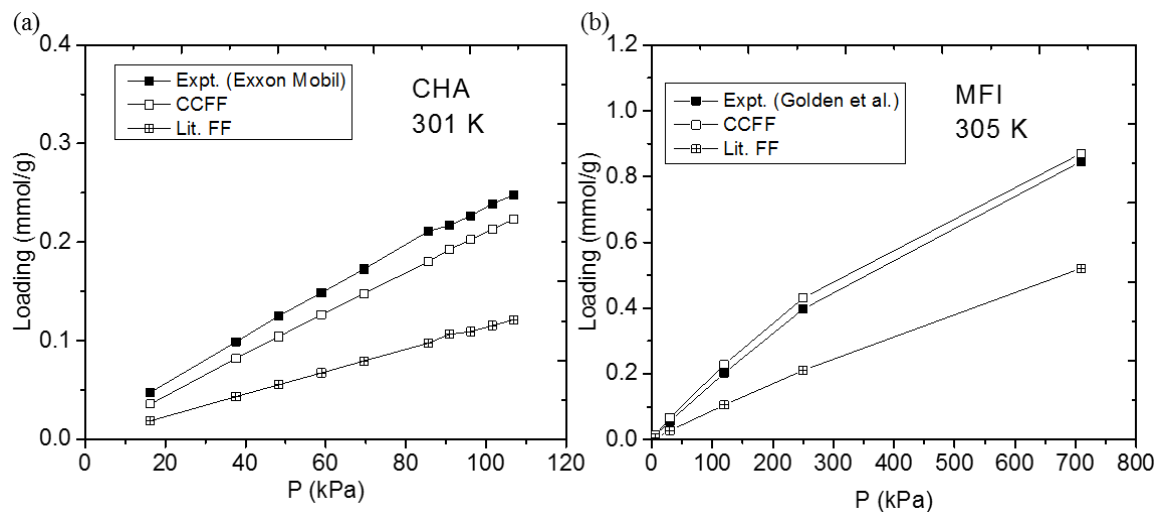 (a)
0.4
0.3
0.2
0.1
0.0
Loading (mmol/g)
Expt. (Exxon Mobil)
CCFF
Lit. FF
CHA
301 K
0 20 40 60 80 100 120
P (kPa)
(b)
1.2
1.0
0.8
0.6
0.4
0.2
0.0
Loading (mmol/g)
Expt. (Golden et al.)
CCFF
Lit. FF
MFI
305 K
0 100 200 300 400 500 600 700 800
P (kPa)